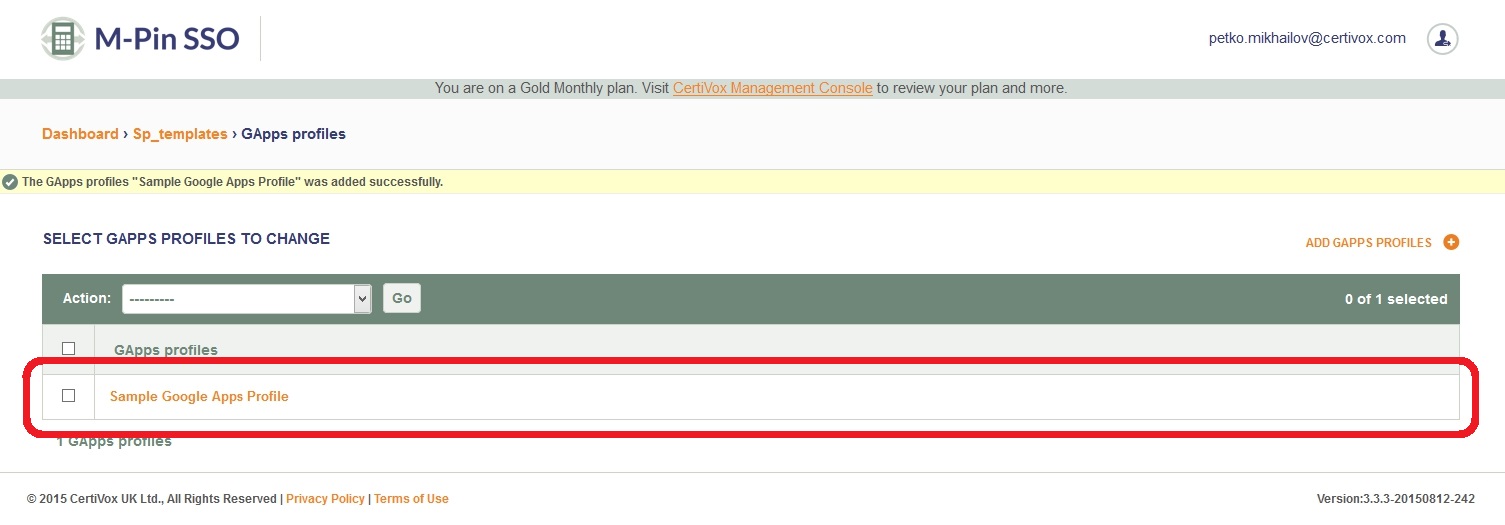 M-Pin SSO
petko.mikhailov@certivox.com
You are on a Gold Monthly plan. Visit CertiVox Management Console to review your plan and more.
Dashboard › Sp_templates › GApps profiles
The GApps profiles "Sample Google Apps Profile" was added successfully.
SELECT GAPPS PROFILES TO CHANGE
ADD GAPPS PROFILES
Action: --------- Go 0 of 1 selected
GApps profiles
Sample Google Apps Profile
1 GApps profiles
© 2015 CertiVox UK Ltd., All Rights Reserved | Privacy Policy | Terms of Use
Version:3.3.3-20150812-242